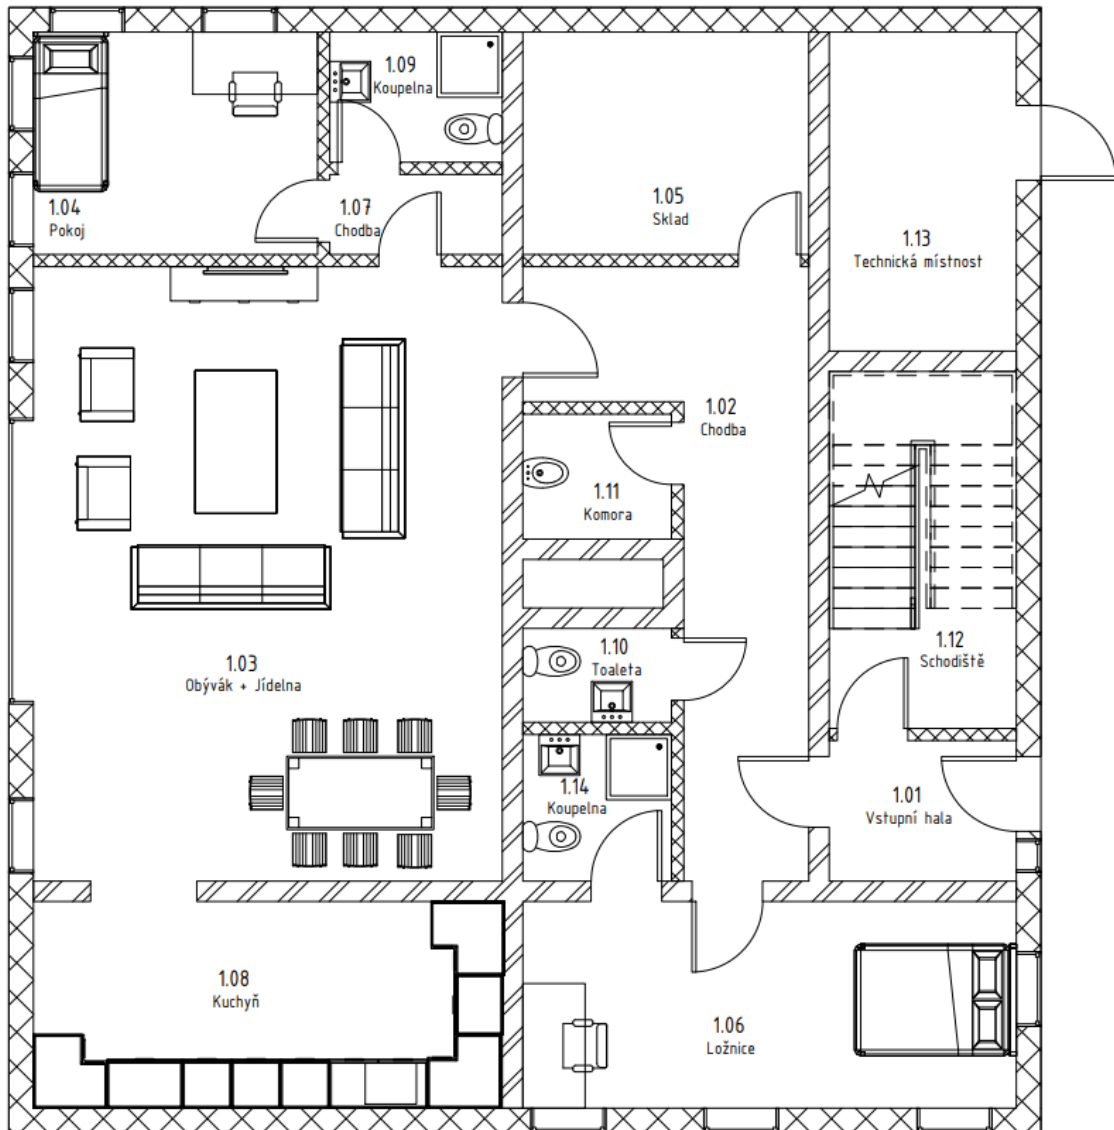 1.09
Koupelna
1.04
Pokoj
1.07
Chodba
1.05
Sklad
1.13
Technická místnost
1.02
Chodba
1.11
Komora
1.03
Obývák + Jídelna
1.10
Toaleta
1.12
Schodiště
1.14
Koupelna
1.01
Vstupní hala
1.08
Kuchyň
1.06
Ložnice